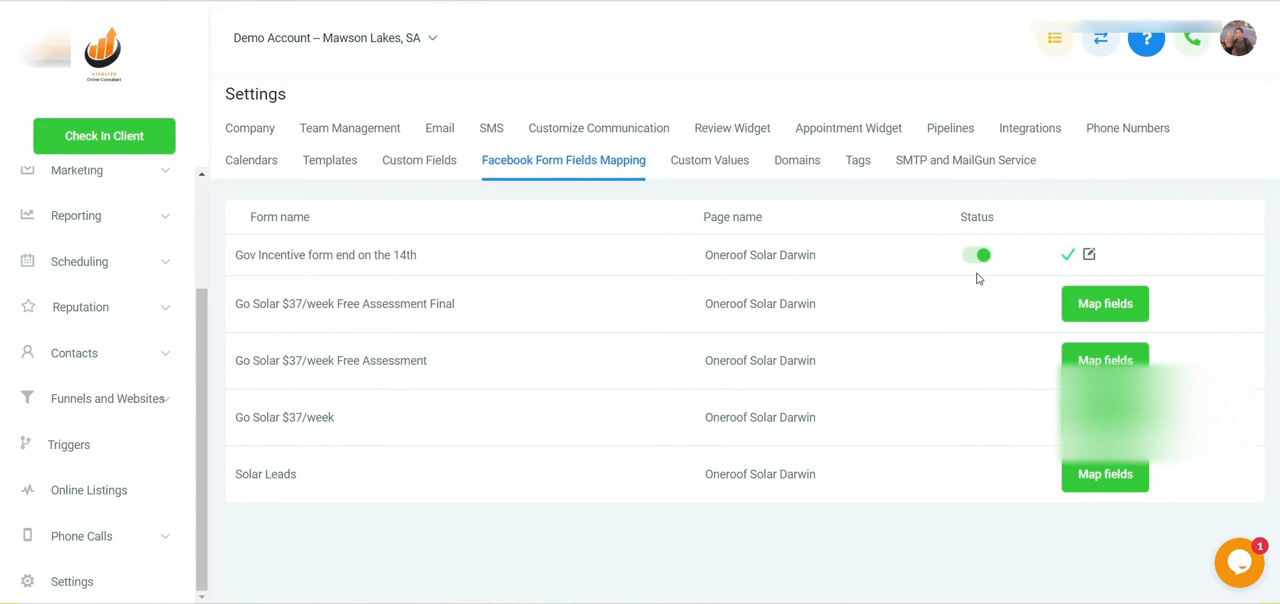 VIEOLIZE
Online Consultant
Demo Account -- Mawson Lakes, SA
?
Check In Client
Marketing
Reporting
Scheduling
Reputation
Contacts
Funnels and Websites
Triggers
Online Listings
Phone Calls
Settings
Settings
Company Team Management Email SMS Customize Communication Review Widget Appointment Widget Pipelines Integrations Phone Numbers
Calendars Templates Custom Fields Facebook Form Fields Mapping Custom Values Domains Tags SMTP and MailGun Service
Form name Page name Status
Gov Incentive form end on the 14th Oneroof Solar Darwin
Go Solar $37/week Free Assessment Final Oneroof Solar Darwin Map fields
Go Solar $37/week Free Assessment Oneroof Solar Darwin Map fields
Go Solar $37/week Oneroof Solar Darwin
Solar Leads Oneroof Solar Darwin Map fields
1